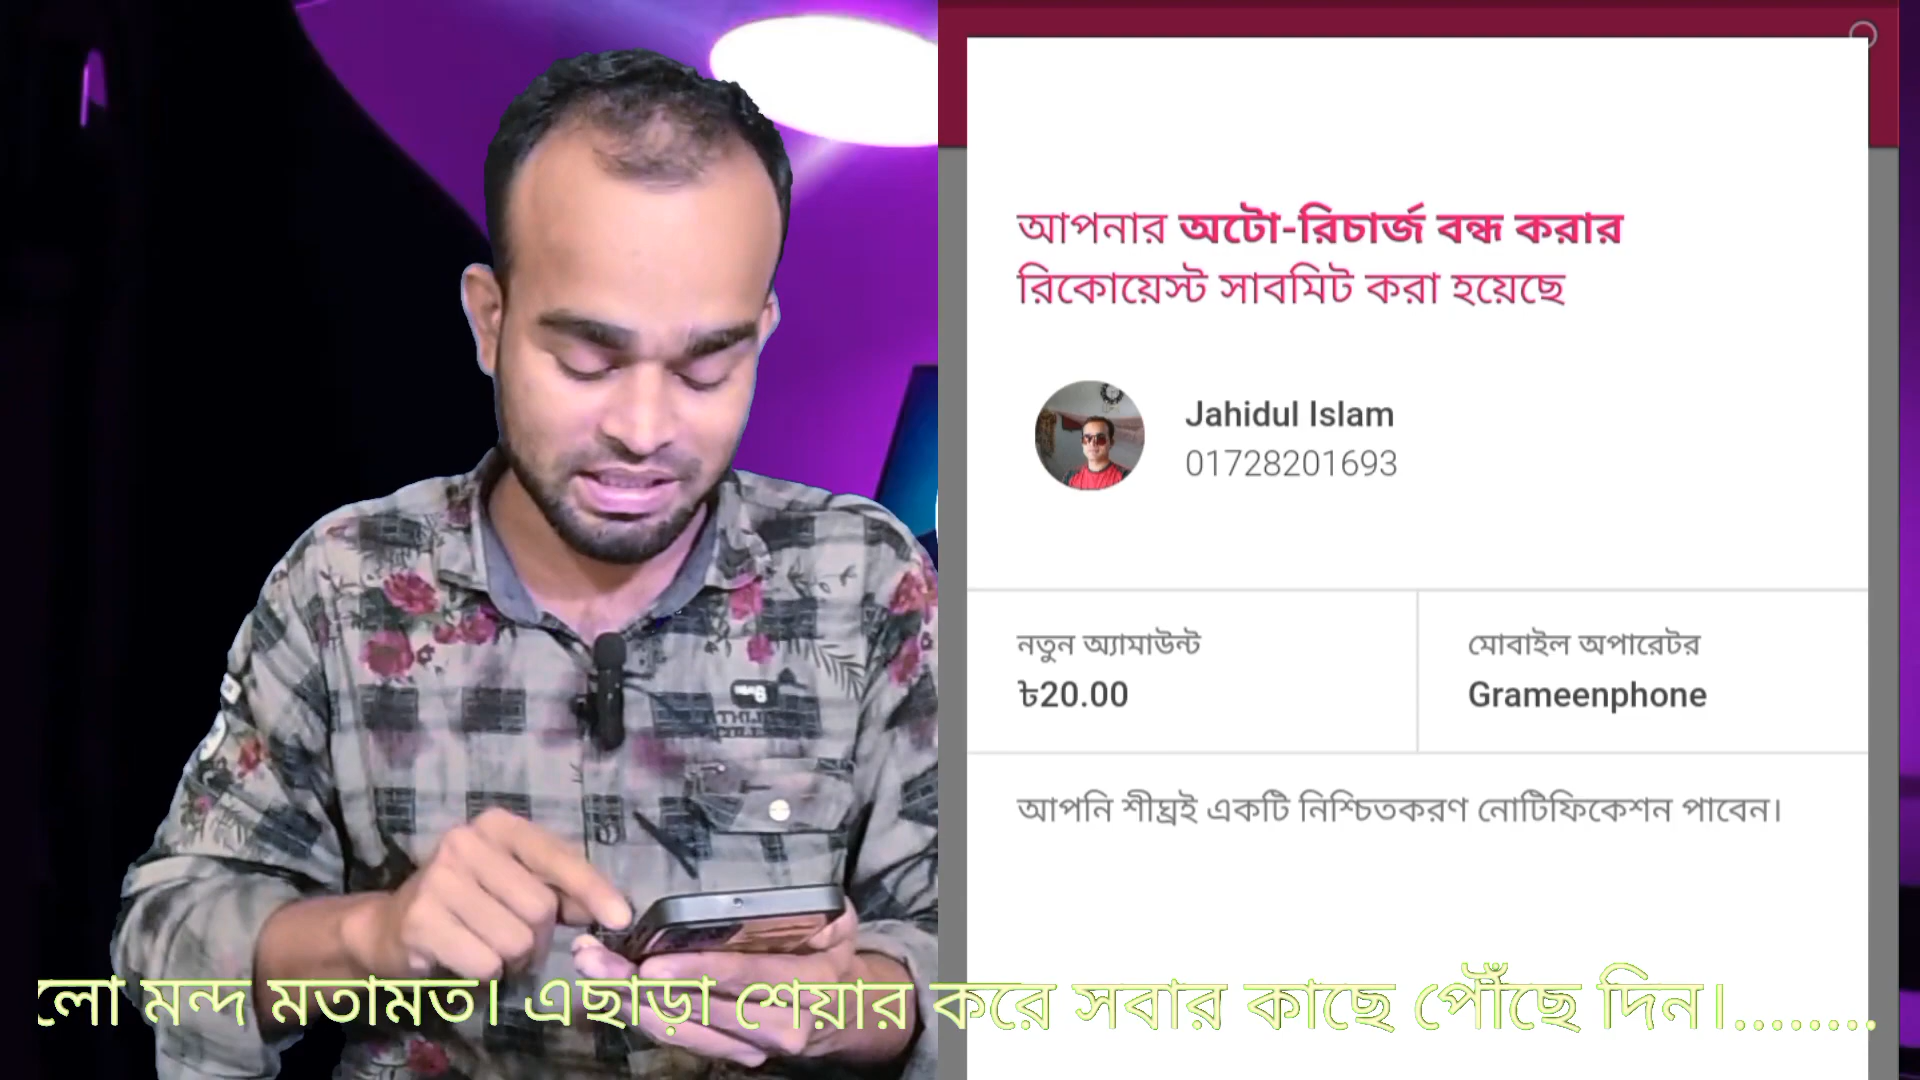 আপনার অটো-রিচার্জ বন্ধ করার
রিকোয়েস্ট সাবমিট করা হয়েছে
Jahidul Islam
01728201693
নতুন অ্যামাউন্ট
৳20.00
মোবাইল অপারেটর
Grameenphone
আপনি শীঘ্রই একটি নিশ্চিতকরণ নোটিফিকেশন পাবেন।
মন্দ মতামত। এছাড়া শেয়ার করে সবার কাছে পৌঁছে দিন।........